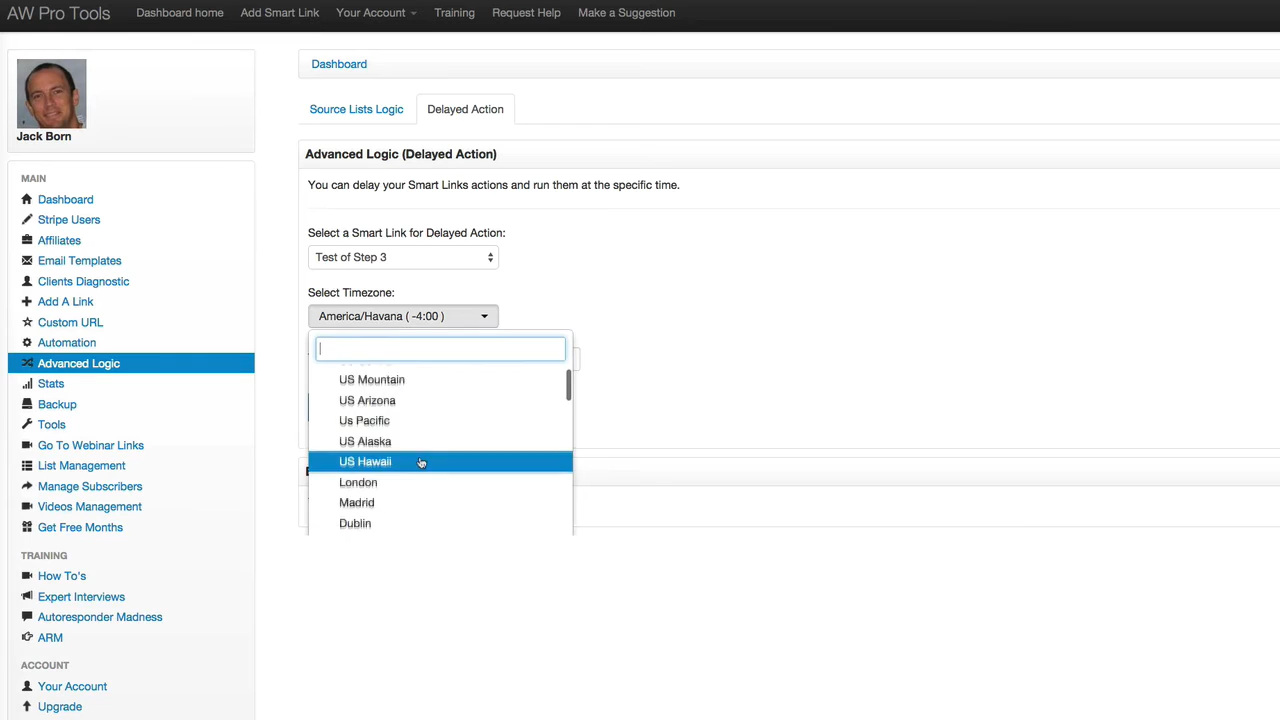 AW Pro Tools
Dashboard home
Add Smart Link
Your Account
Training
Request Help
Make a Suggestion
Jack Born
MAIN
Dashboard
Stripe Users
Affiliates
Email Templates
Clients Diagnostic
Add A Link
Custom URL
Automation
Advanced Logic
Stats
Backup
Tools
Go To Webinar Links
List Management
Manage Subscribers
Videos Management
Get Free Months
TRAINING
How To's
Expert Interviews
Autoresponder Madness
ARM
ACCOUNT
Your Account
Upgrade
Dashboard
Source Lists Logic
Delayed Action
Advanced Logic (Delayed Action)
You can delay your Smart Links actions and run them at the specific time.
Select a Smart Link for Delayed Action:
Test of Step 3
Select Timezone:
America/Havana ( -4:00 )
US Mountain
US Arizona
Us Pacific
US Alaska
US Hawaii
London
Madrid
Dublin